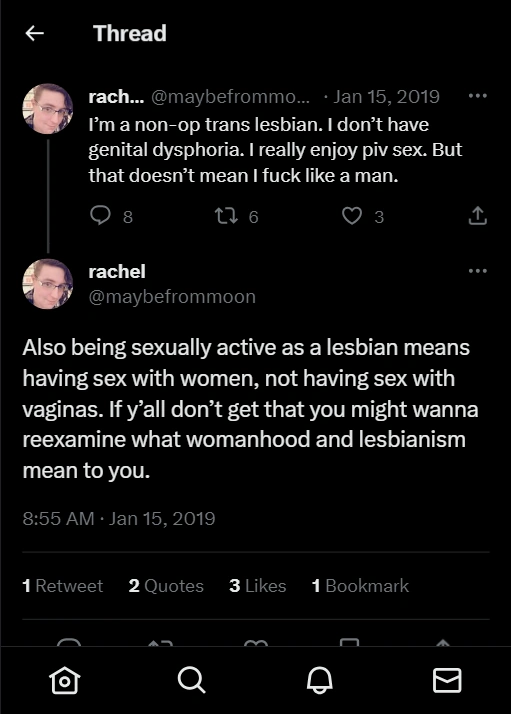 Thread
rach... @maybefrommo... · Jan 15, 2019
I’m a non-op trans lesbian. I don’t have
genital dysphoria. I really enjoy piv sex. But
that doesn’t mean I fuck like a man.
8 6 3
rachel
@maybefrommoon
Also being sexually active as a lesbian means
having sex with women, not having sex with
vaginas. If y’all don’t get that you might wanna
reexamine what womanhood and lesbianism
mean to you.
8:55 AM · Jan 15, 2019
1 Retweet 2 Quotes 3 Likes 1 Bookmark